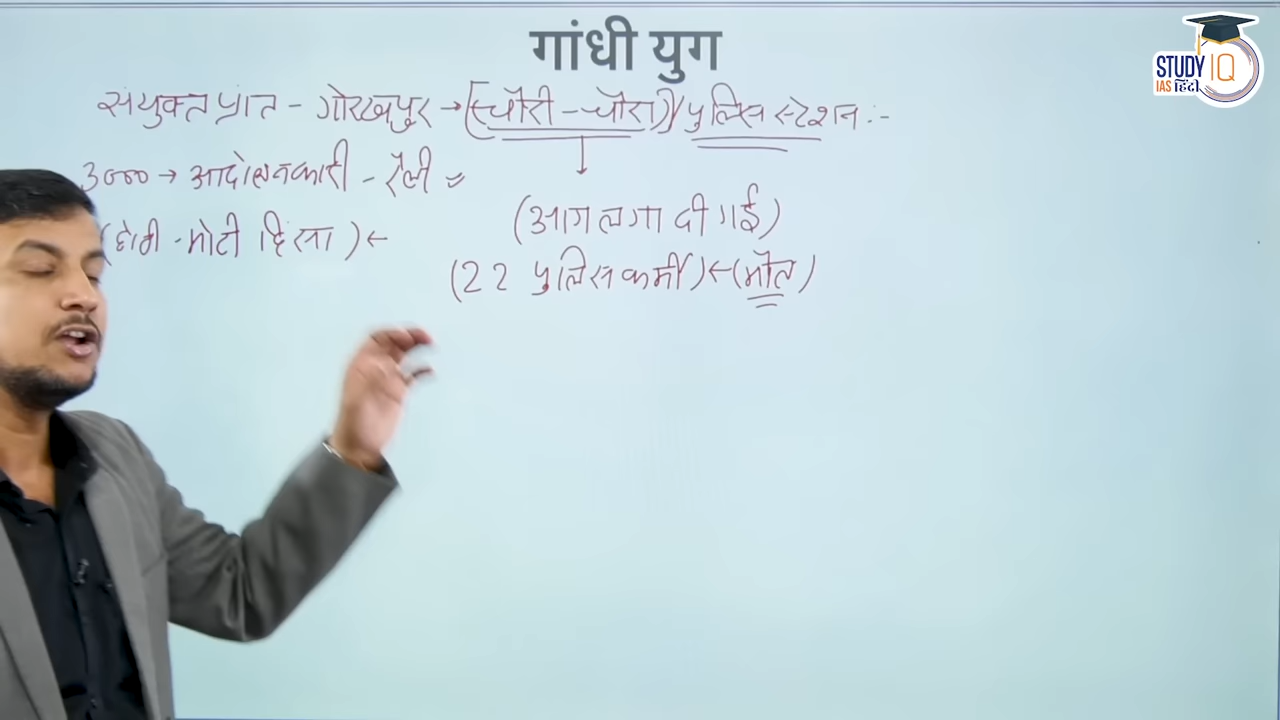 गांधी युग
STUDY IQ
IAS हिंदी
संयुक्त प्रान्त - गोरखपुर → [(चौरी - चौरा)] / पुलिस स्टेशन :-
3000 → आंदोलनकारी - रैली
(आग लगा दी गई)
(छोटी - मोटी हिंसा) ←
(22 पुलिसकर्मी) ← (मौत)